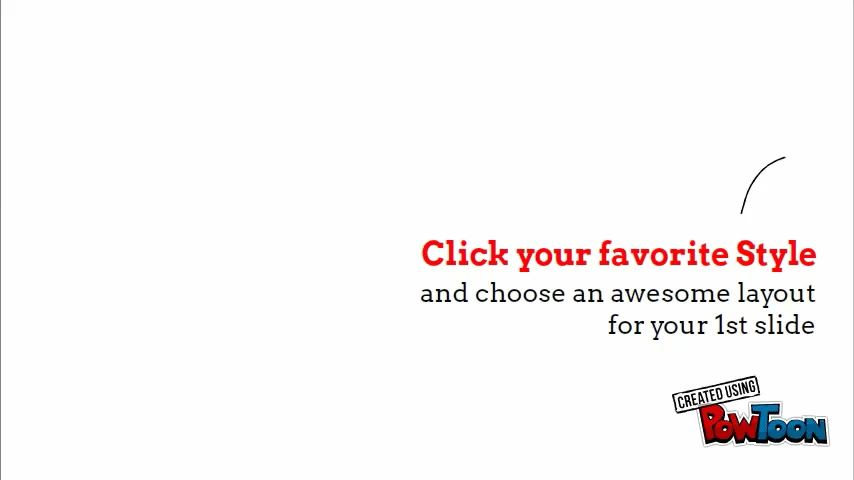 Click your favorite Style
and choose an awesome layout
for your 1st slide
CREATED USING
POWTOON